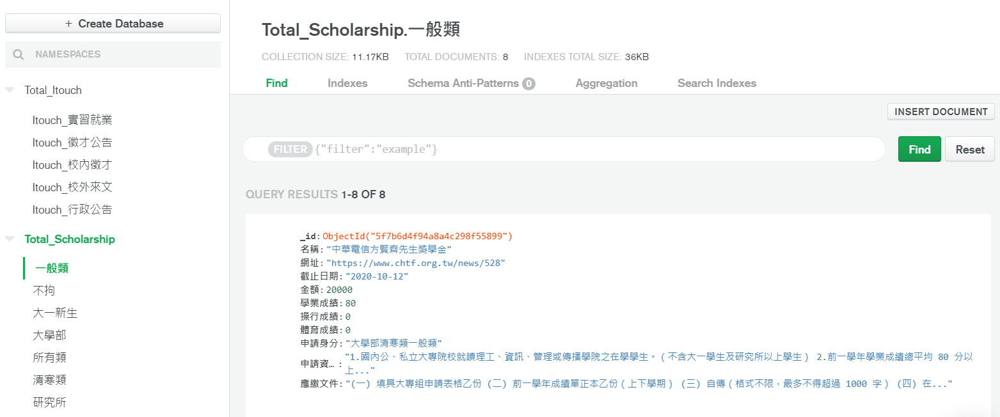 + Create Database
NAMESPACES
Total_Itouch
Itouch_實習就業
Itouch_徵才公告
Itouch_校內徵才
Itouch_校外來文
Itouch_行政公告
Total_Scholarship
一般類
不拘
大一新生
大學部
所有類
清寒類
研究所
Total_Scholarship.一般類
COLLECTION SIZE: 11.17KB TOTAL DOCUMENTS: 8 INDEXES TOTAL SIZE: 36KB
Find Indexes Schema Anti-Patterns 0 Aggregation Search Indexes
INSERT DOCUMENT
FILTER {"filter":"example"} Find Reset
QUERY RESULTS 1-8 OF 8
_id: ObjectId("5f7b6d4f94a8a4c298f55899")
名稱: "中華電信方賢齊先生獎學金"
網址: "https://www.chtf.org.tw/news/528"
截止日期: "2020-10-12"
金額: 20000
學業成績: 80
操行成績: 0
體育成績: 0
申請身分: "大學部清寒類一般類"
申請資… : "1.國內公、私立大專院校就讀理工、資訊、管理或傳播學院之在學學生。(不含大一學生及研究所以上學生) 2.前一學年學業成績總平均 80 分以
上..."
應繳文件: "(一) 填具大專組申請表格乙份 (二) 前一學年成績單正本乙份(上下學期) (三) 自傳(格式不限，最多不得超過 1000 字) (四) 在..."